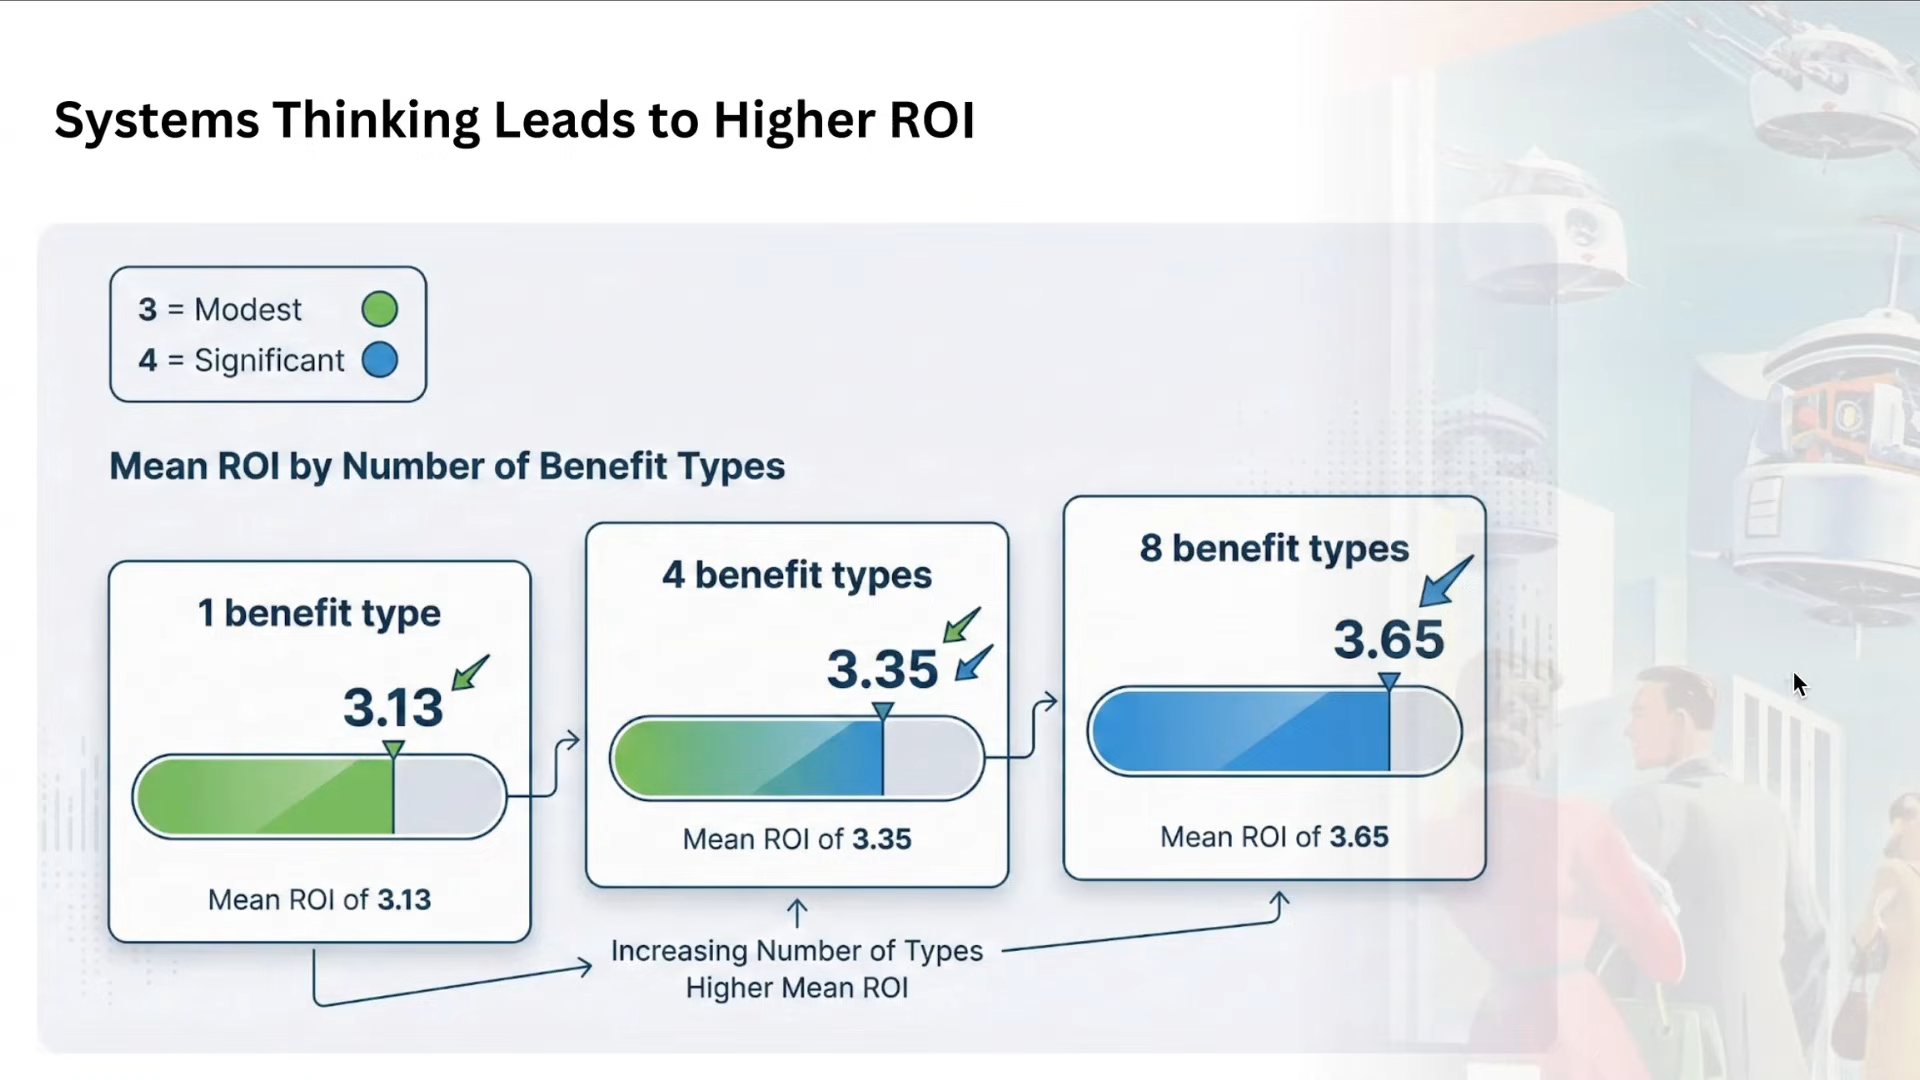 Systems Thinking Leads to Higher ROI
3 = Modest
4 = Significant
Mean ROI by Number of Benefit Types
1 benefit type
3.13
Mean ROI of 3.13
4 benefit types
3.35
Mean ROI of 3.35
8 benefit types
3.65
Mean ROI of 3.65
Increasing Number of Types
Higher Mean ROI